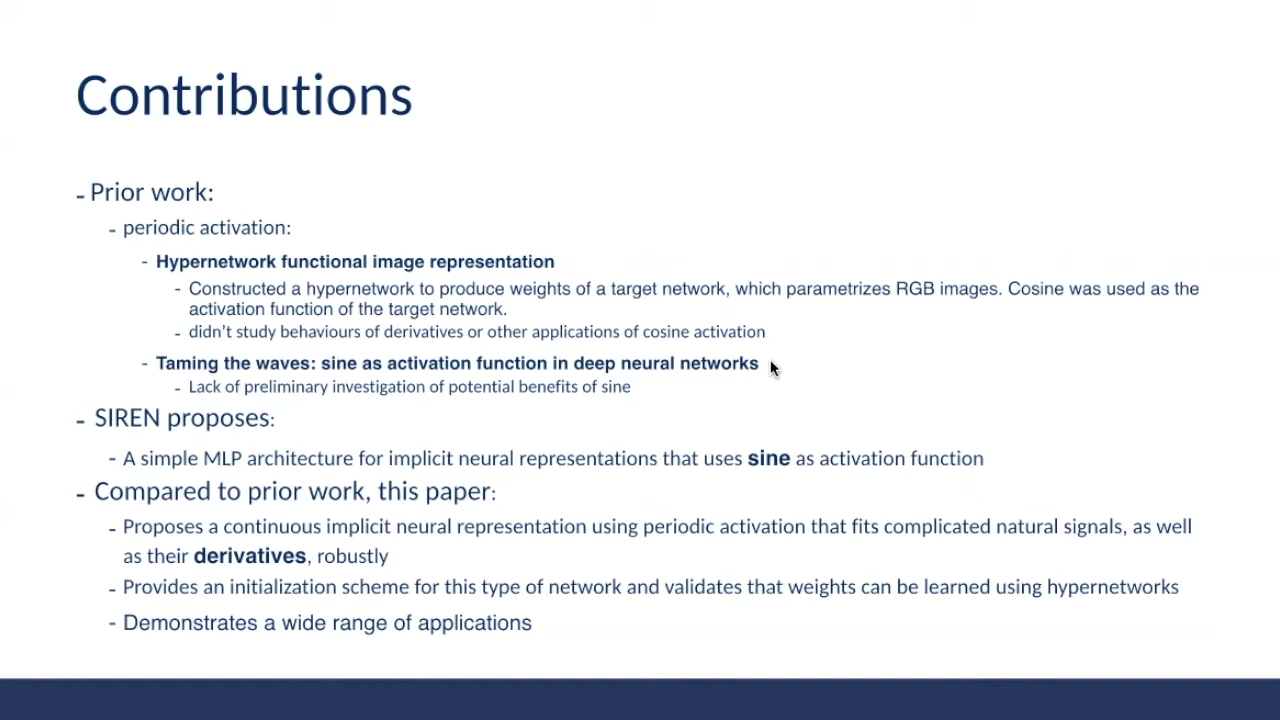 Contributions
- Prior work:
- periodic activation:
- Hypernetwork functional image representation
- Constructed a hypernetwork to produce weights of a target network, which parametrizes RGB images. Cosine was used as the
activation function of the target network.
- didn’t study behaviours of derivatives or other applications of cosine activation
- Taming the waves: sine as activation function in deep neural networks
- Lack of preliminary investigation of potential benefits of sine
- SIREN proposes:
- A simple MLP architecture for implicit neural representations that uses sine as activation function
- Compared to prior work, this paper:
- Proposes a continuous implicit neural representation using periodic activation that fits complicated natural signals, as well
as their derivatives, robustly
- Provides an initialization scheme for this type of network and validates that weights can be learned using hypernetworks
- Demonstrates a wide range of applications